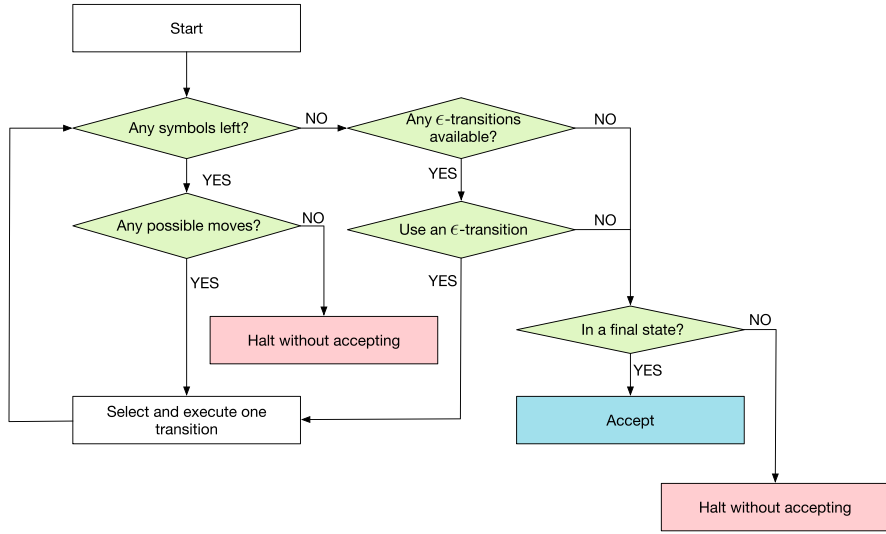 Start
Any symbols left?
NO
Any ϵ-transitions
available?
NO
YES
YES
Any possible moves?
NO
Use an ϵ-transition
NO
YES
YES
Halt without accepting
In a final state?
NO
YES
Select and execute one
transition
Accept
Halt without accepting